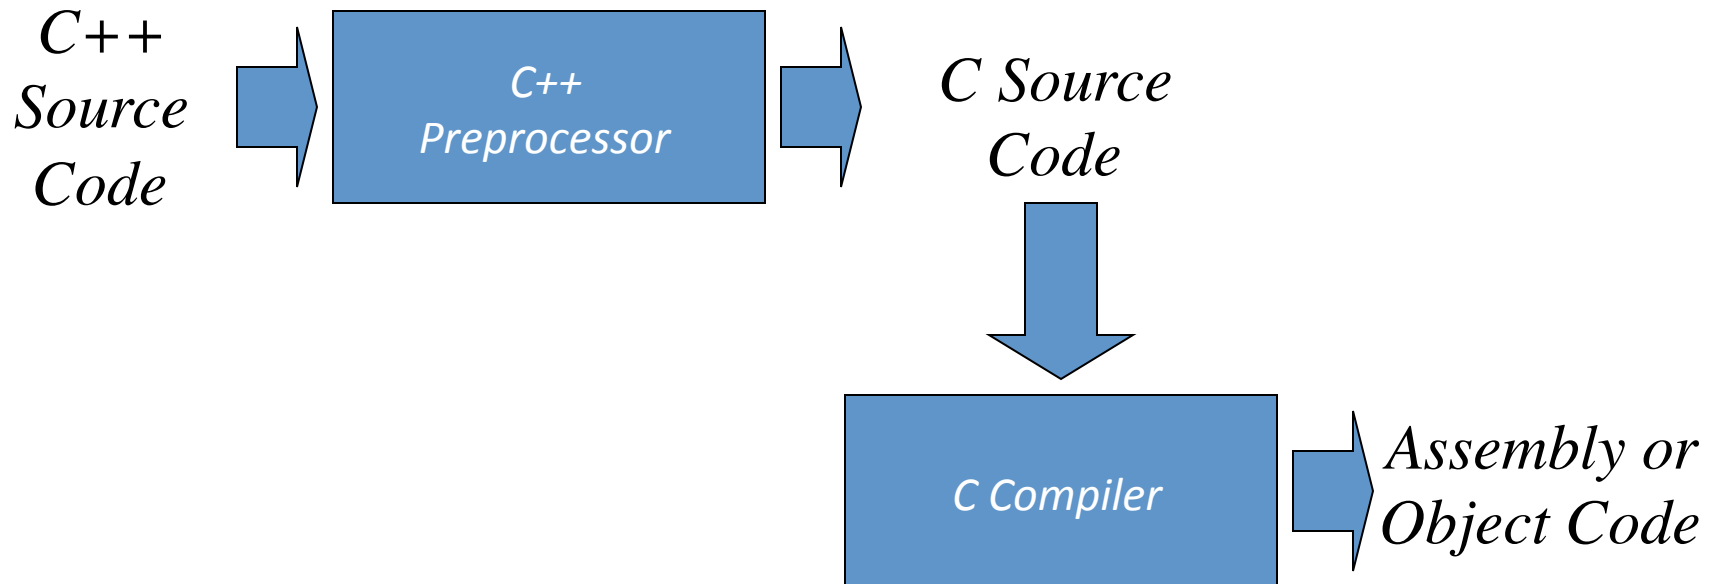 C++
Source
Code
C++
Preprocessor
C Source
Code
C Compiler
Assembly or
Object Code